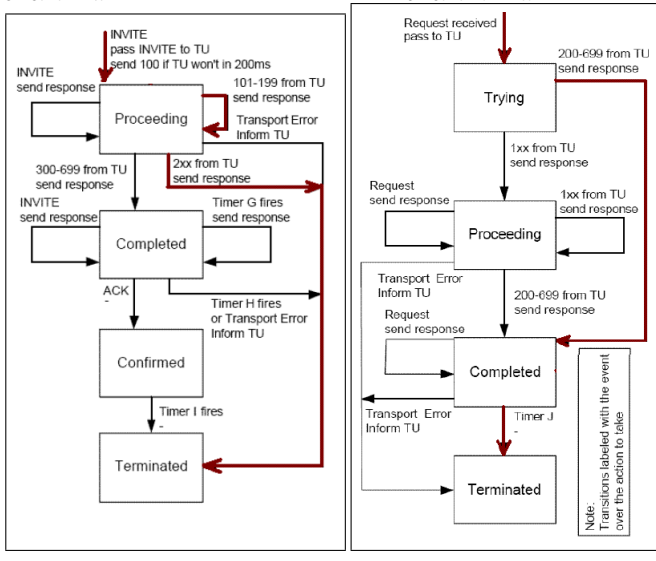 INVITE
pass INVITE to TU
send 100 if TU won't in 200ms
INVITE
send response
101-199 from TU
send response
Proceeding
Transport Error
Inform TU
300-699 from TU
send response
2xx from TU
send response
INVITE
send response
Timer G fires
send response
Completed
ACK
-
Timer H fires
or Transport Error
Inform TU
Confirmed
Timer I fires
-
Terminated
Request received
pass to TU
200-699 from TU
send response
Trying
1xx from TU
send response
Request
send response
1xx from TU
send response
Proceeding
Transport Error
Inform TU
200-699 from TU
send response
Request
send response
Completed
Transport Error
Inform TU
Timer J
-
Terminated
Note:
Transitions labeled with the event
over the action to take